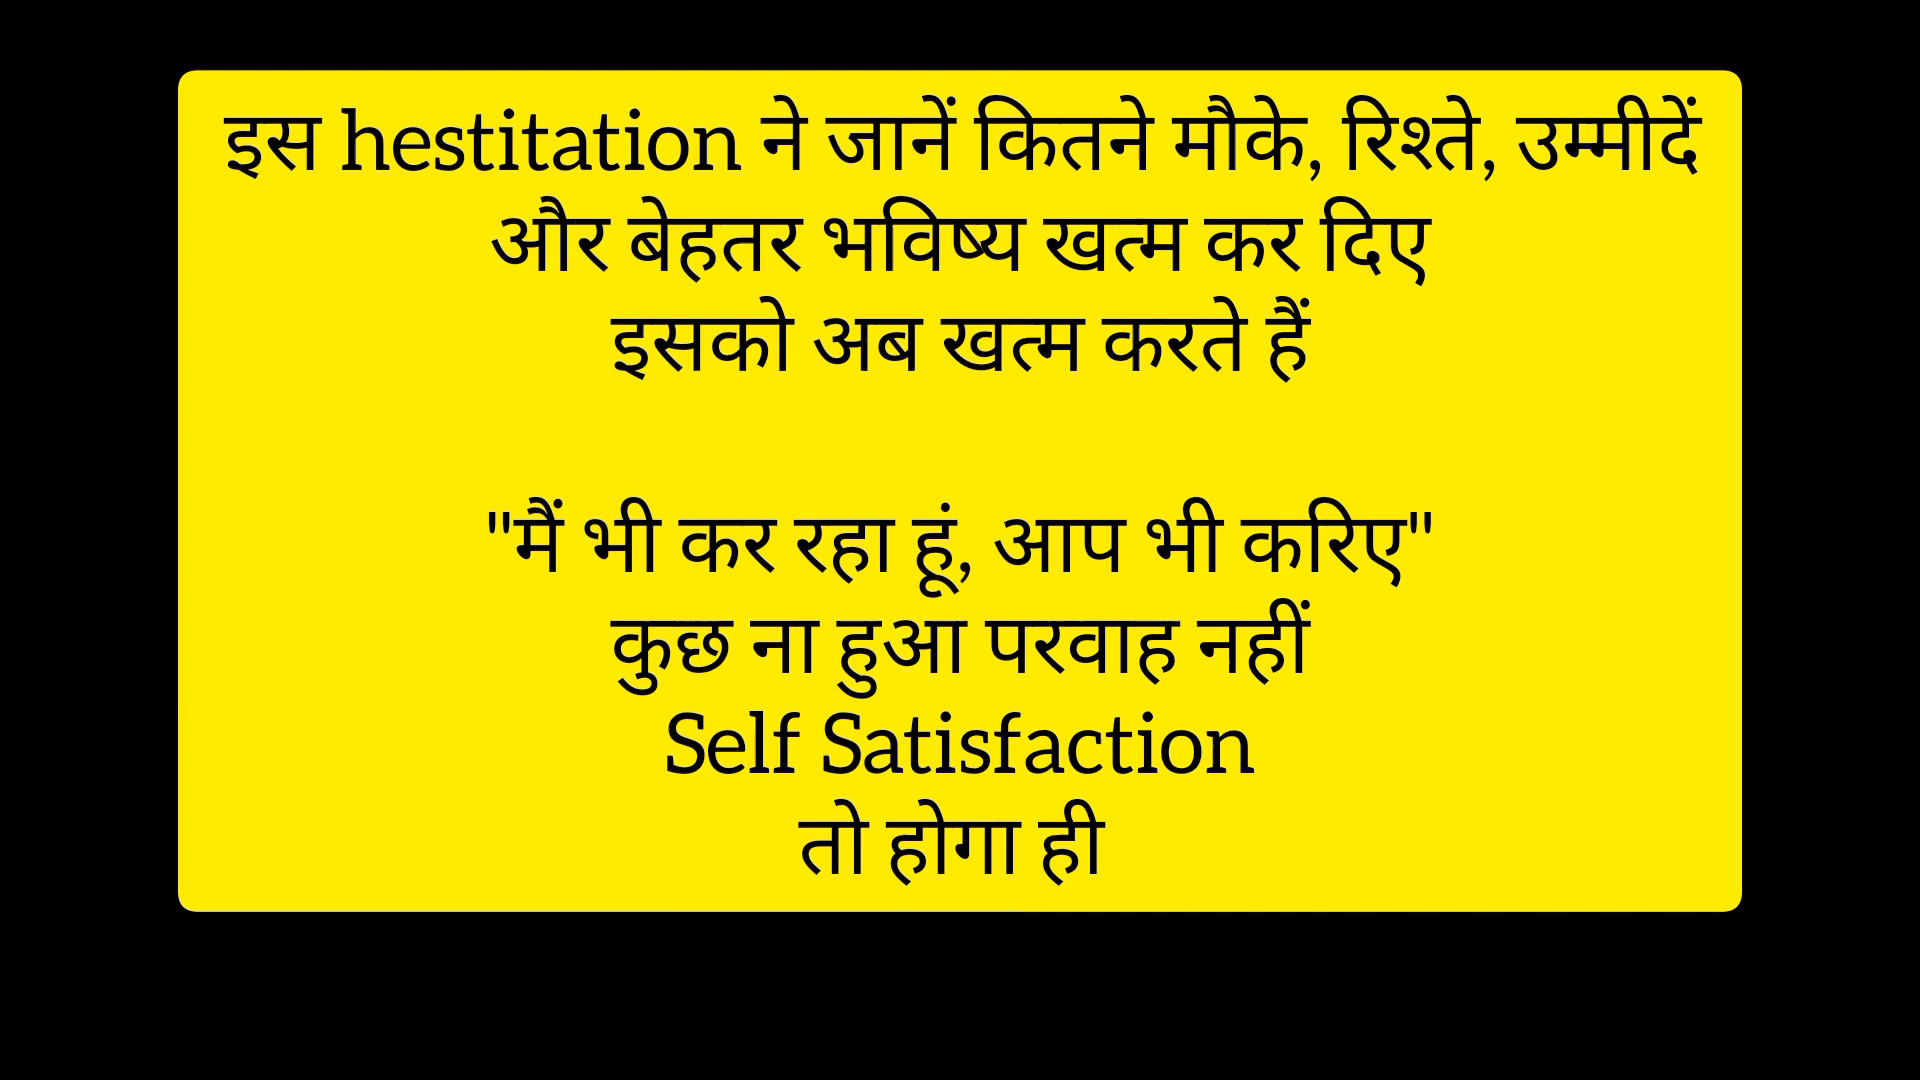 इस hestitation ने जानें कितने मौके, रिश्ते, उम्मीदें
और बेहतर भविष्य खत्म कर दिए
इसको अब खत्म करते हैं
"मैं भी कर रहा हूं, आप भी करिए"
कुछ ना हुआ परवाह नहीं
Self Satisfaction
तो होगा ही